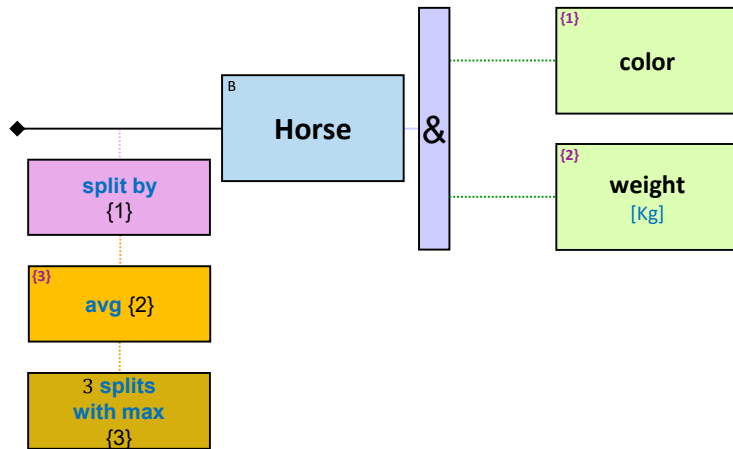 B
Horse
&
{1}
color
{2}
weight
[Kg]
split by
{1}
{3}
avg {2}
3 splits
with max
{3}